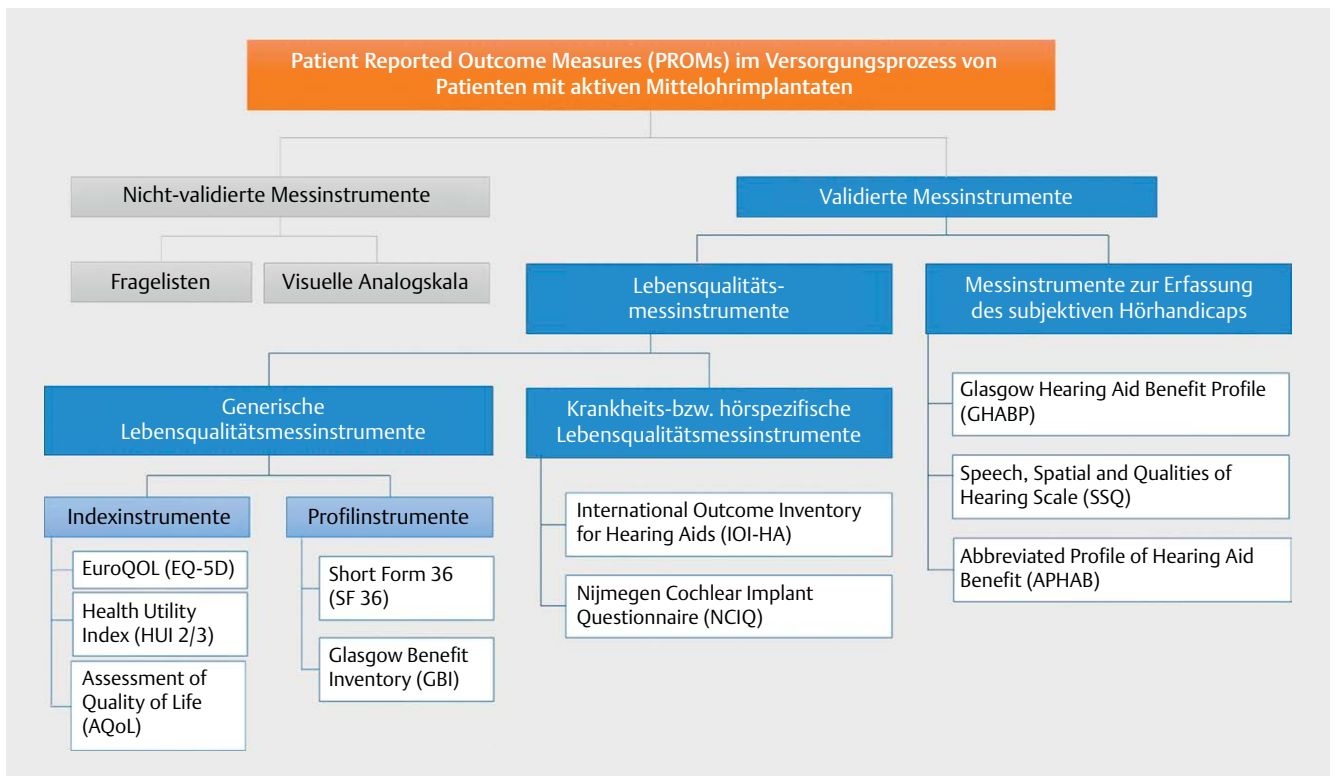 Patient Reported Outcome Measures (PROMs) im Versorgungsprozess von
Patienten mit aktiven Mittelohrimplantaten
Nicht-validierte Messinstrumente
Validierte Messinstrumente
Fragelisten
Visuelle Analogskala
Lebensqualitäts-
messinstrumente
Messinstrumente zur Erfassung
des subjektiven Hörhandicaps
Generische
Lebensqualitätsmessinstrumente
Krankheits-bzw. hörspezifische
Lebensqualitätsmessinstrumente
Glasgow Hearing Aid Benefit Profile
(GHABP)
Speech, Spatial and Qualities of
Hearing Scale (SSQ)
Abbreviated Profile of Hearing Aid
Benefit (APHAB)
Indexinstrumente
Profilinstrumente
International Outcome Inventory
for Hearing Aids (IOI-HA)
Nijmegen Cochlear Implant
Questionnaire (NCIQ)
EuroQOL (EQ-5D)
Health Utility
Index (HUI 2/3)
Assessment of
Quality of Life
(AQoL)
Short Form 36
(SF 36)
Glasgow Benefit
Inventory (GBI)